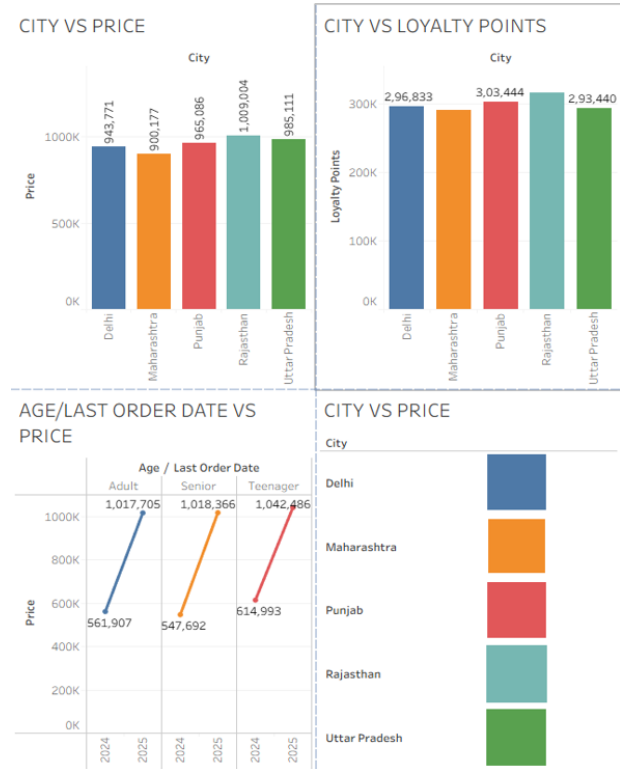 CITY VS PRICE
City
Price
1000K
500K
0K
943,771
900,177
965,086
1,009,004
985,111
Delhi
Maharashtra
Punjab
Rajasthan
Uttar Pradesh
CITY VS LOYALTY POINTS
City
Loyalty Points
300K
200K
100K
0K
2,96,833
3,03,444
2,93,440
Delhi
Maharashtra
Punjab
Rajasthan
Uttar Pradesh
AGE/LAST ORDER DATE VS
PRICE
Age / Last Order Date
Adult Senior Teenager
Price
1000K
800K
600K
400K
200K
0K
1,017,705 1,018,366 1,042,486
561,907 547,692 614,993
2024 2025 2024 2025 2024 2025
CITY VS PRICE
City
Delhi
Maharashtra
Punjab
Rajasthan
Uttar Pradesh